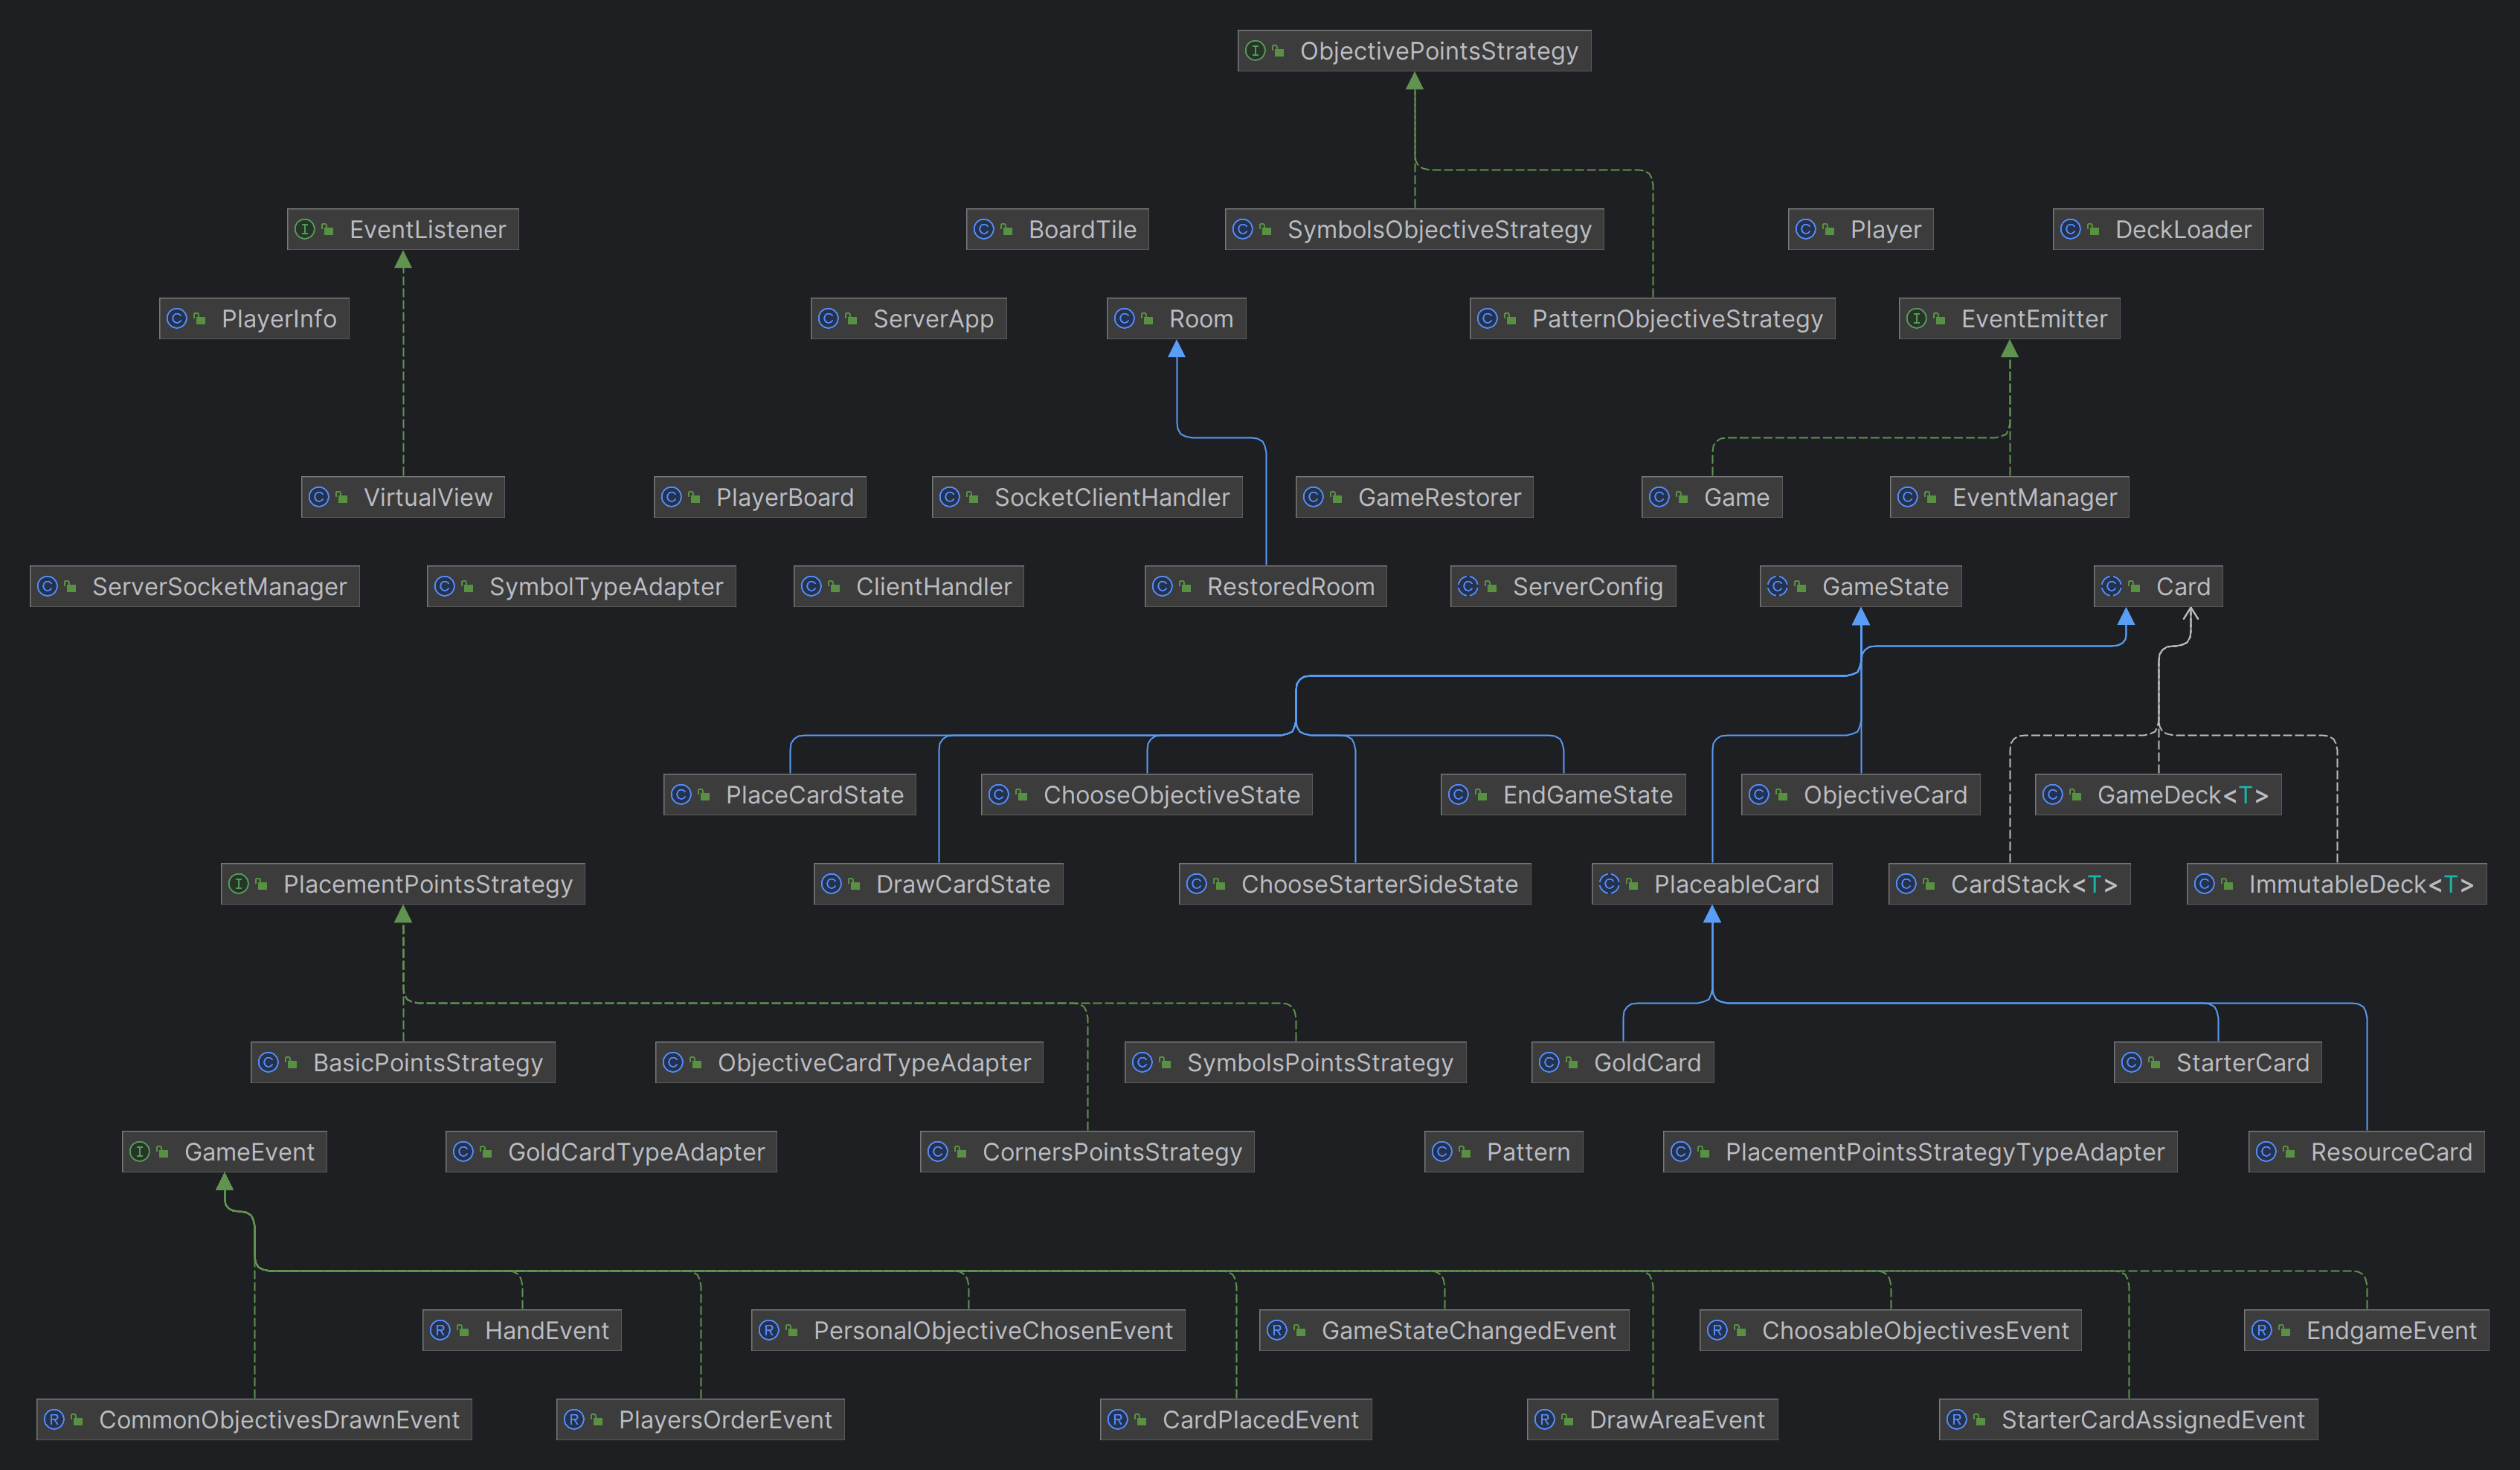 ObjectivePointsStrategy
EventListener
BoardTile
SymbolsObjectiveStrategy
Player
DeckLoader
PlayerInfo
ServerApp
Room
PatternObjectiveStrategy
EventEmitter
VirtualView
PlayerBoard
SocketClientHandler
GameRestorer
Game
EventManager
ServerSocketManager
SymbolTypeAdapter
ClientHandler
RestoredRoom
ServerConfig
GameState
Card
PlaceCardState
ChooseObjectiveState
EndGameState
ObjectiveCard
GameDeck<T>
PlacementPointsStrategy
DrawCardState
ChooseStarterSideState
PlaceableCard
CardStack<T>
ImmutableDeck<T>
BasicPointsStrategy
ObjectiveCardTypeAdapter
SymbolsPointsStrategy
GoldCard
StarterCard
GameEvent
GoldCardTypeAdapter
CornersPointsStrategy
Pattern
PlacementPointsStrategyTypeAdapter
ResourceCard
HandEvent
PersonalObjectiveChosenEvent
GameStateChangedEvent
ChoosableObjectivesEvent
EndgameEvent
CommonObjectivesDrawnEvent
PlayersOrderEvent
CardPlacedEvent
DrawAreaEvent
StarterCardAssignedEvent